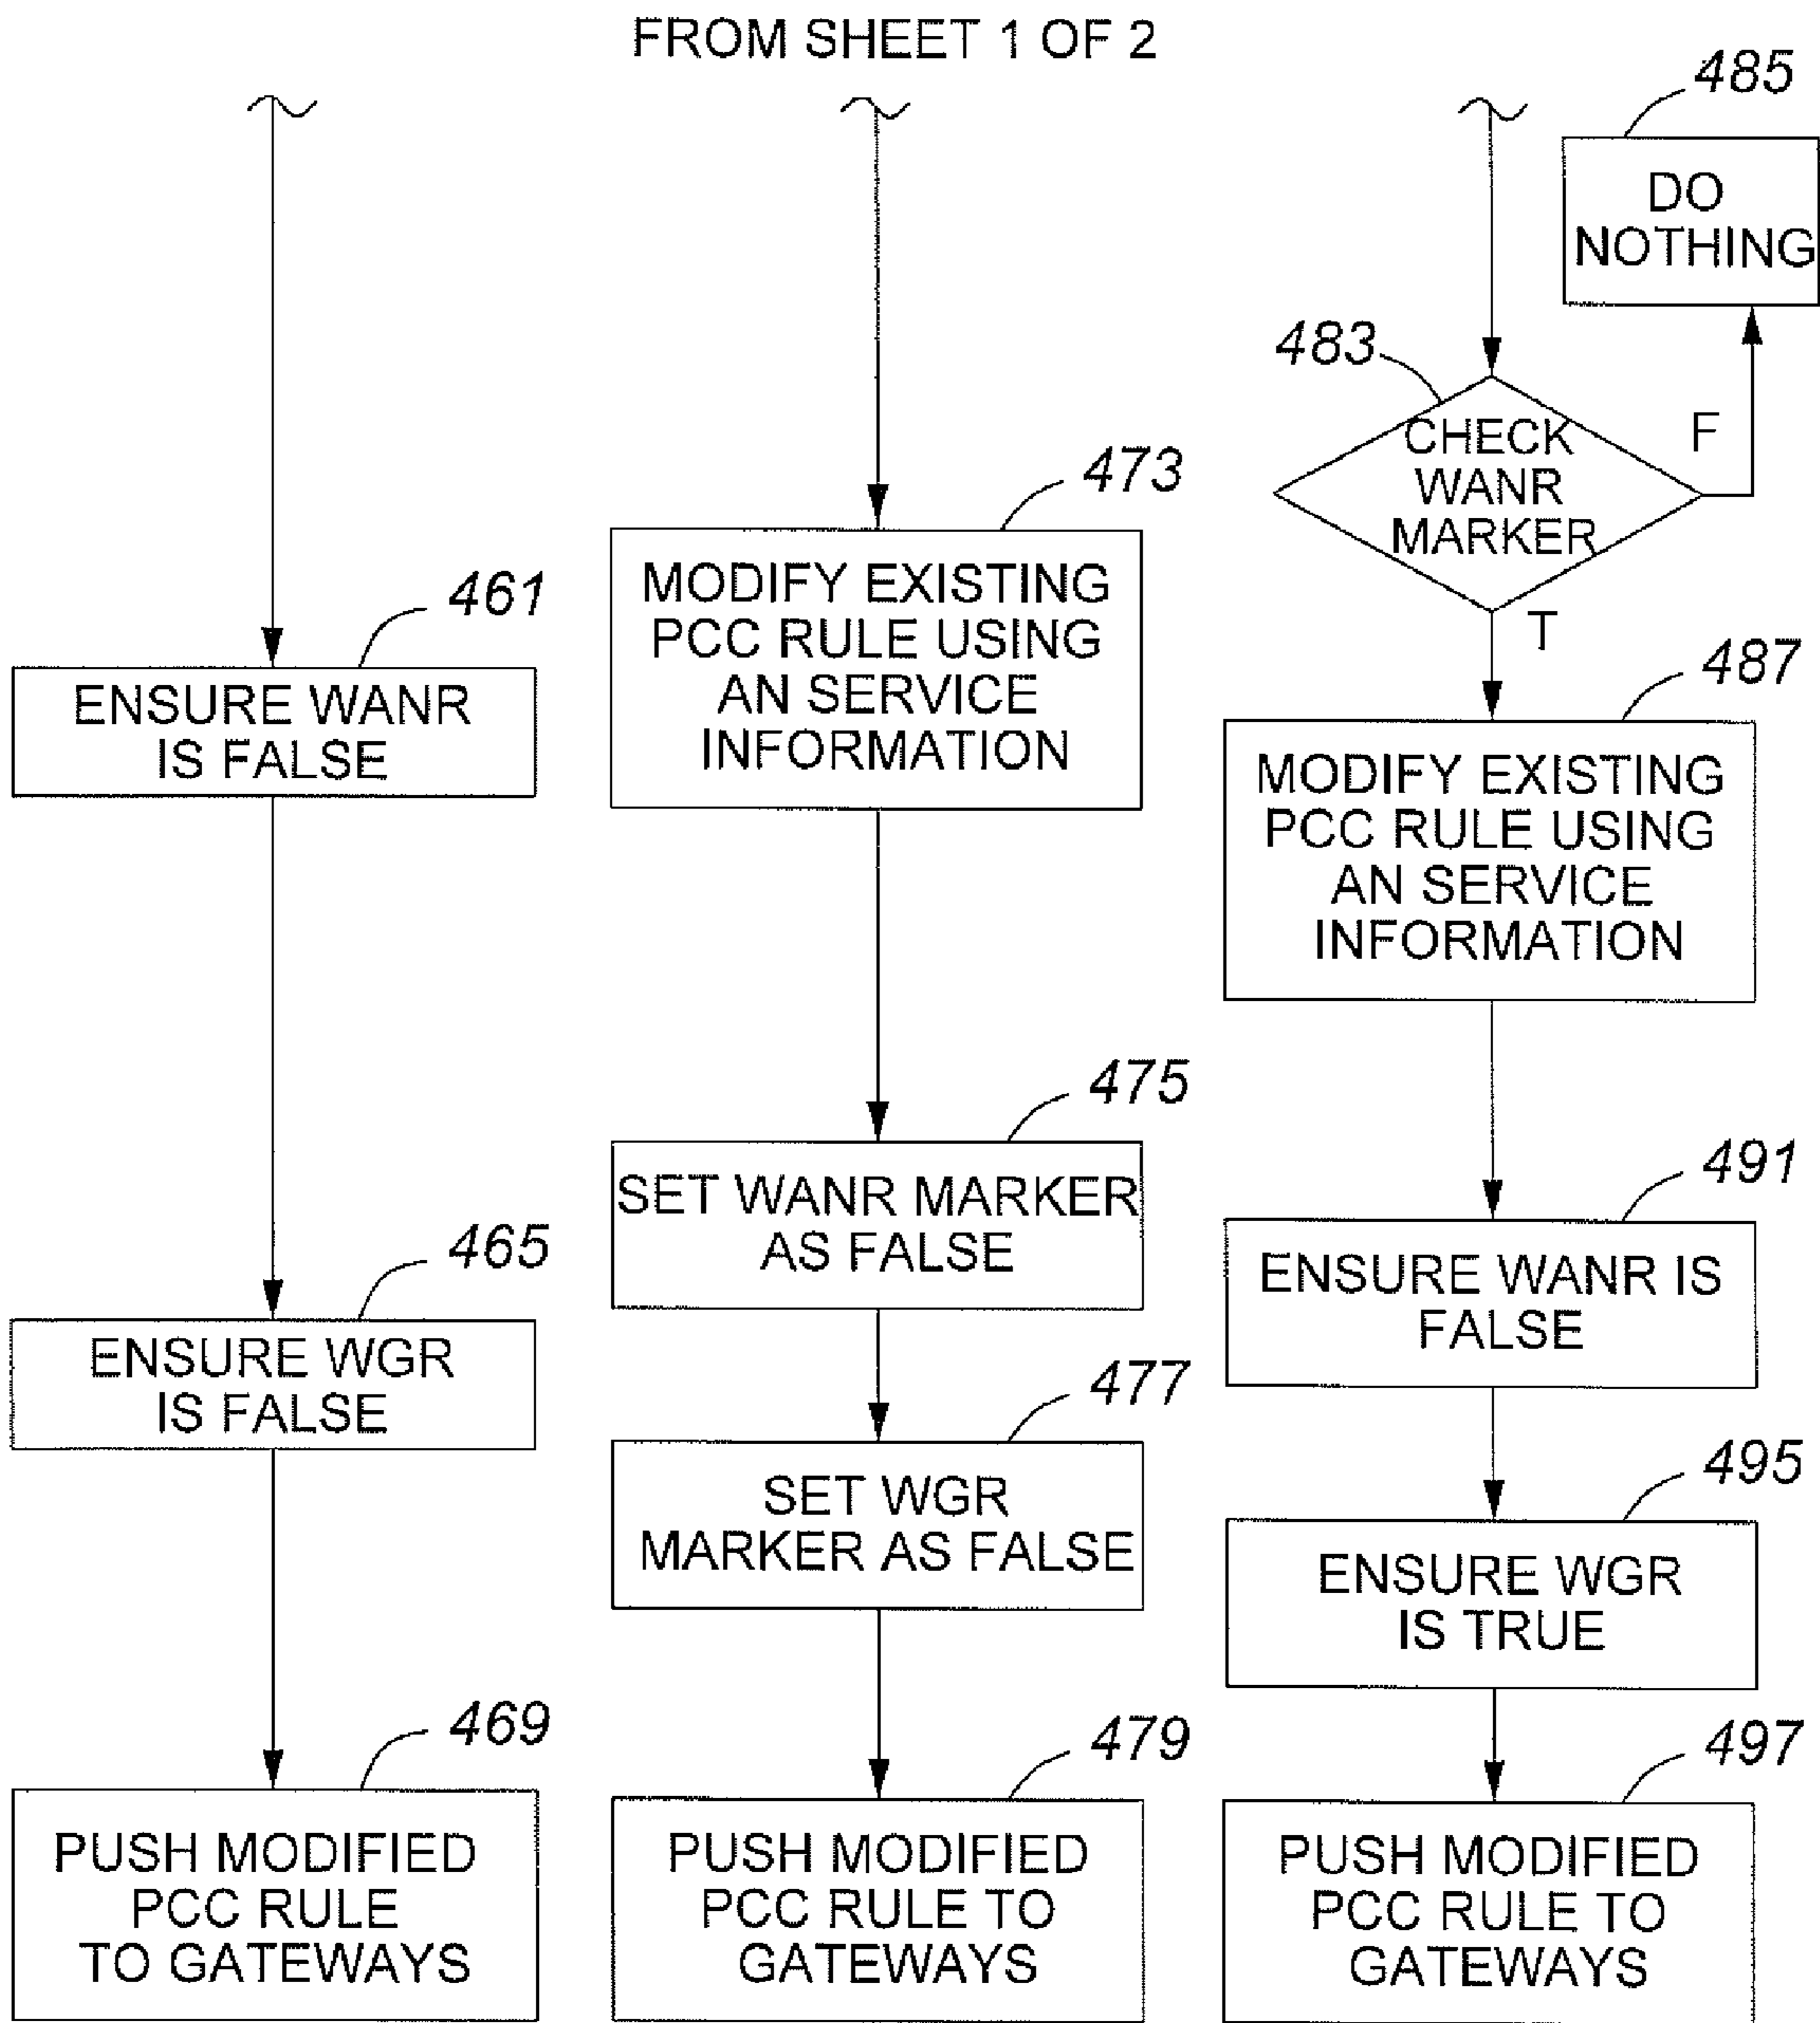 FROM SHEET 1 OF 2
461
ENSURE WANR
IS FALSE
465
ENSURE WGR
IS FALSE
469
PUSH MODIFIED
PCC RULE
TO GATEWAYS
473
MODIFY EXISTING
PCC RULE USING
AN SERVICE
INFORMATION
475
SET WANR MARKER
AS FALSE
477
SET WGR
MARKER AS FALSE
479
PUSH MODIFIED
PCC RULE TO
GATEWAYS
485
DO
NOTHING
483
CHECK
WANR
MARKER
F
T
487
MODIFY EXISTING
PCC RULE USING
AN SERVICE
INFORMATION
491
ENSURE WANR IS
FALSE
495
ENSURE WGR
IS TRUE
497
PUSH MODIFIED
PCC RULE TO
GATEWAYS